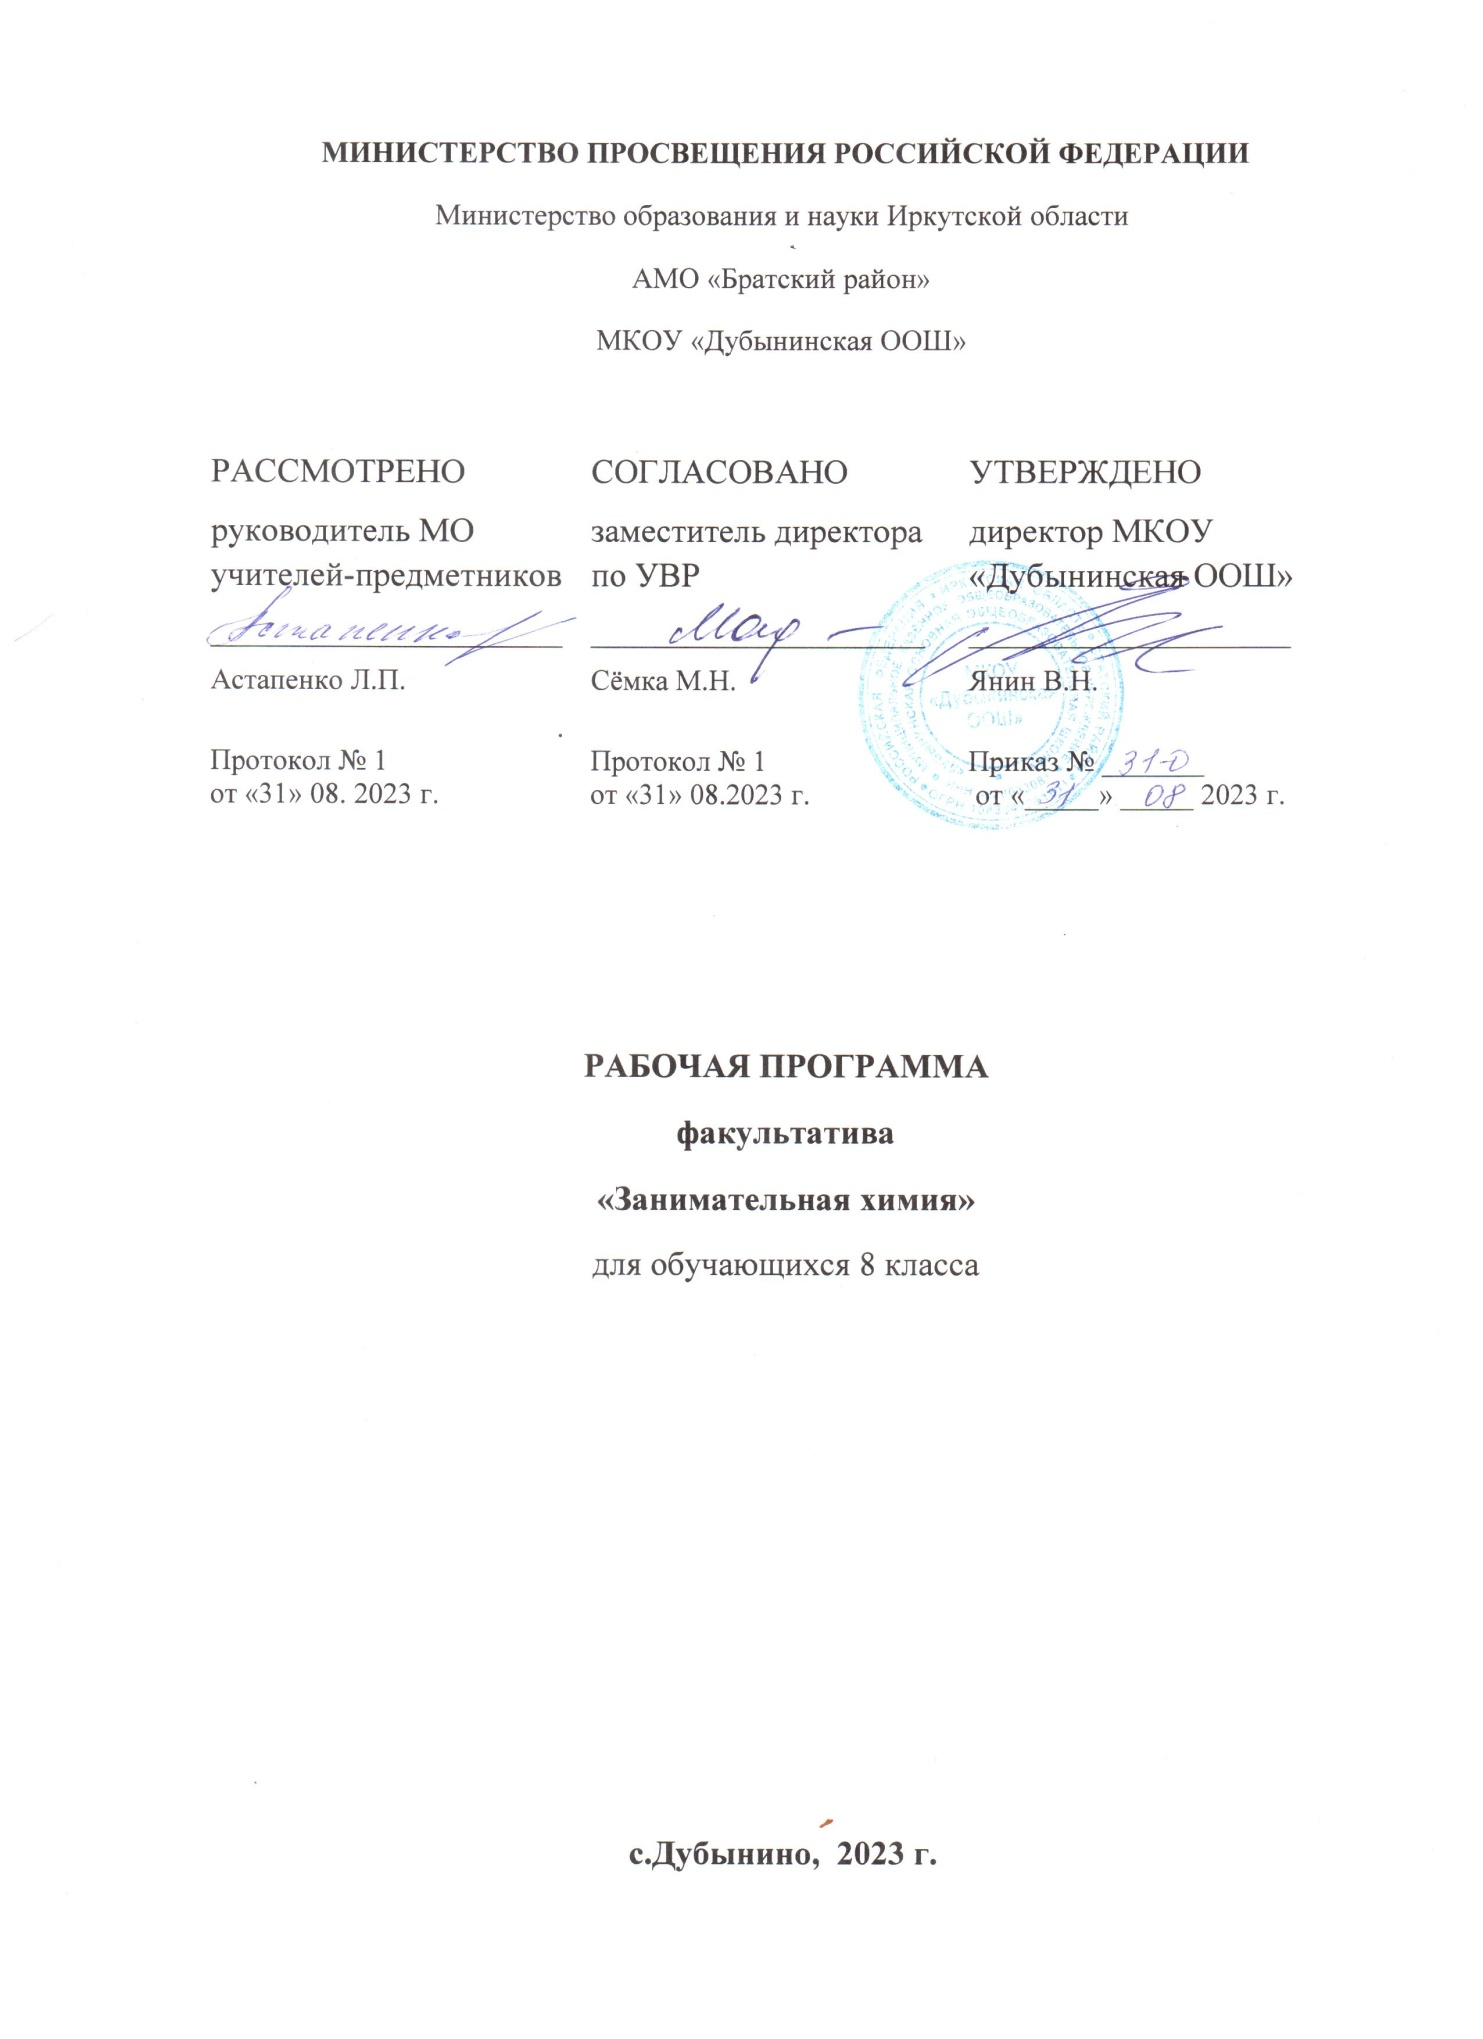 МИНИСТЕРСТВО ПРОСВЕЩЕНИЯ РОССИЙСКОЙ ФЕДЕРАЦИИ
Министерство образования и науки Иркутской области
АМО «Братский район»
МКОУ «Дубынинская ООШ»
РАССМОТРЕНО
руководитель МО
учителей-предметников
Астапенко Л.П.
Протокол № 1
от «31» 08. 2023 г.
СОГЛАСОВАНО
заместитель директора
по УВР
Сёмка М.Н.
Протокол № 1
от «31» 08.2023 г.
УТВЕРЖДЕНО
директор МКОУ
«Дубынинская ООШ»
Янин В.Н.
Приказ № 31-О
от «31» 08 2023 г.
МКОУ
«Дубынинская
ООШ»
РАБОЧАЯ ПРОГРАММА
факультатива
«Занимательная химия»
для обучающихся 8 класса
с.Дубынино, 2023 г.